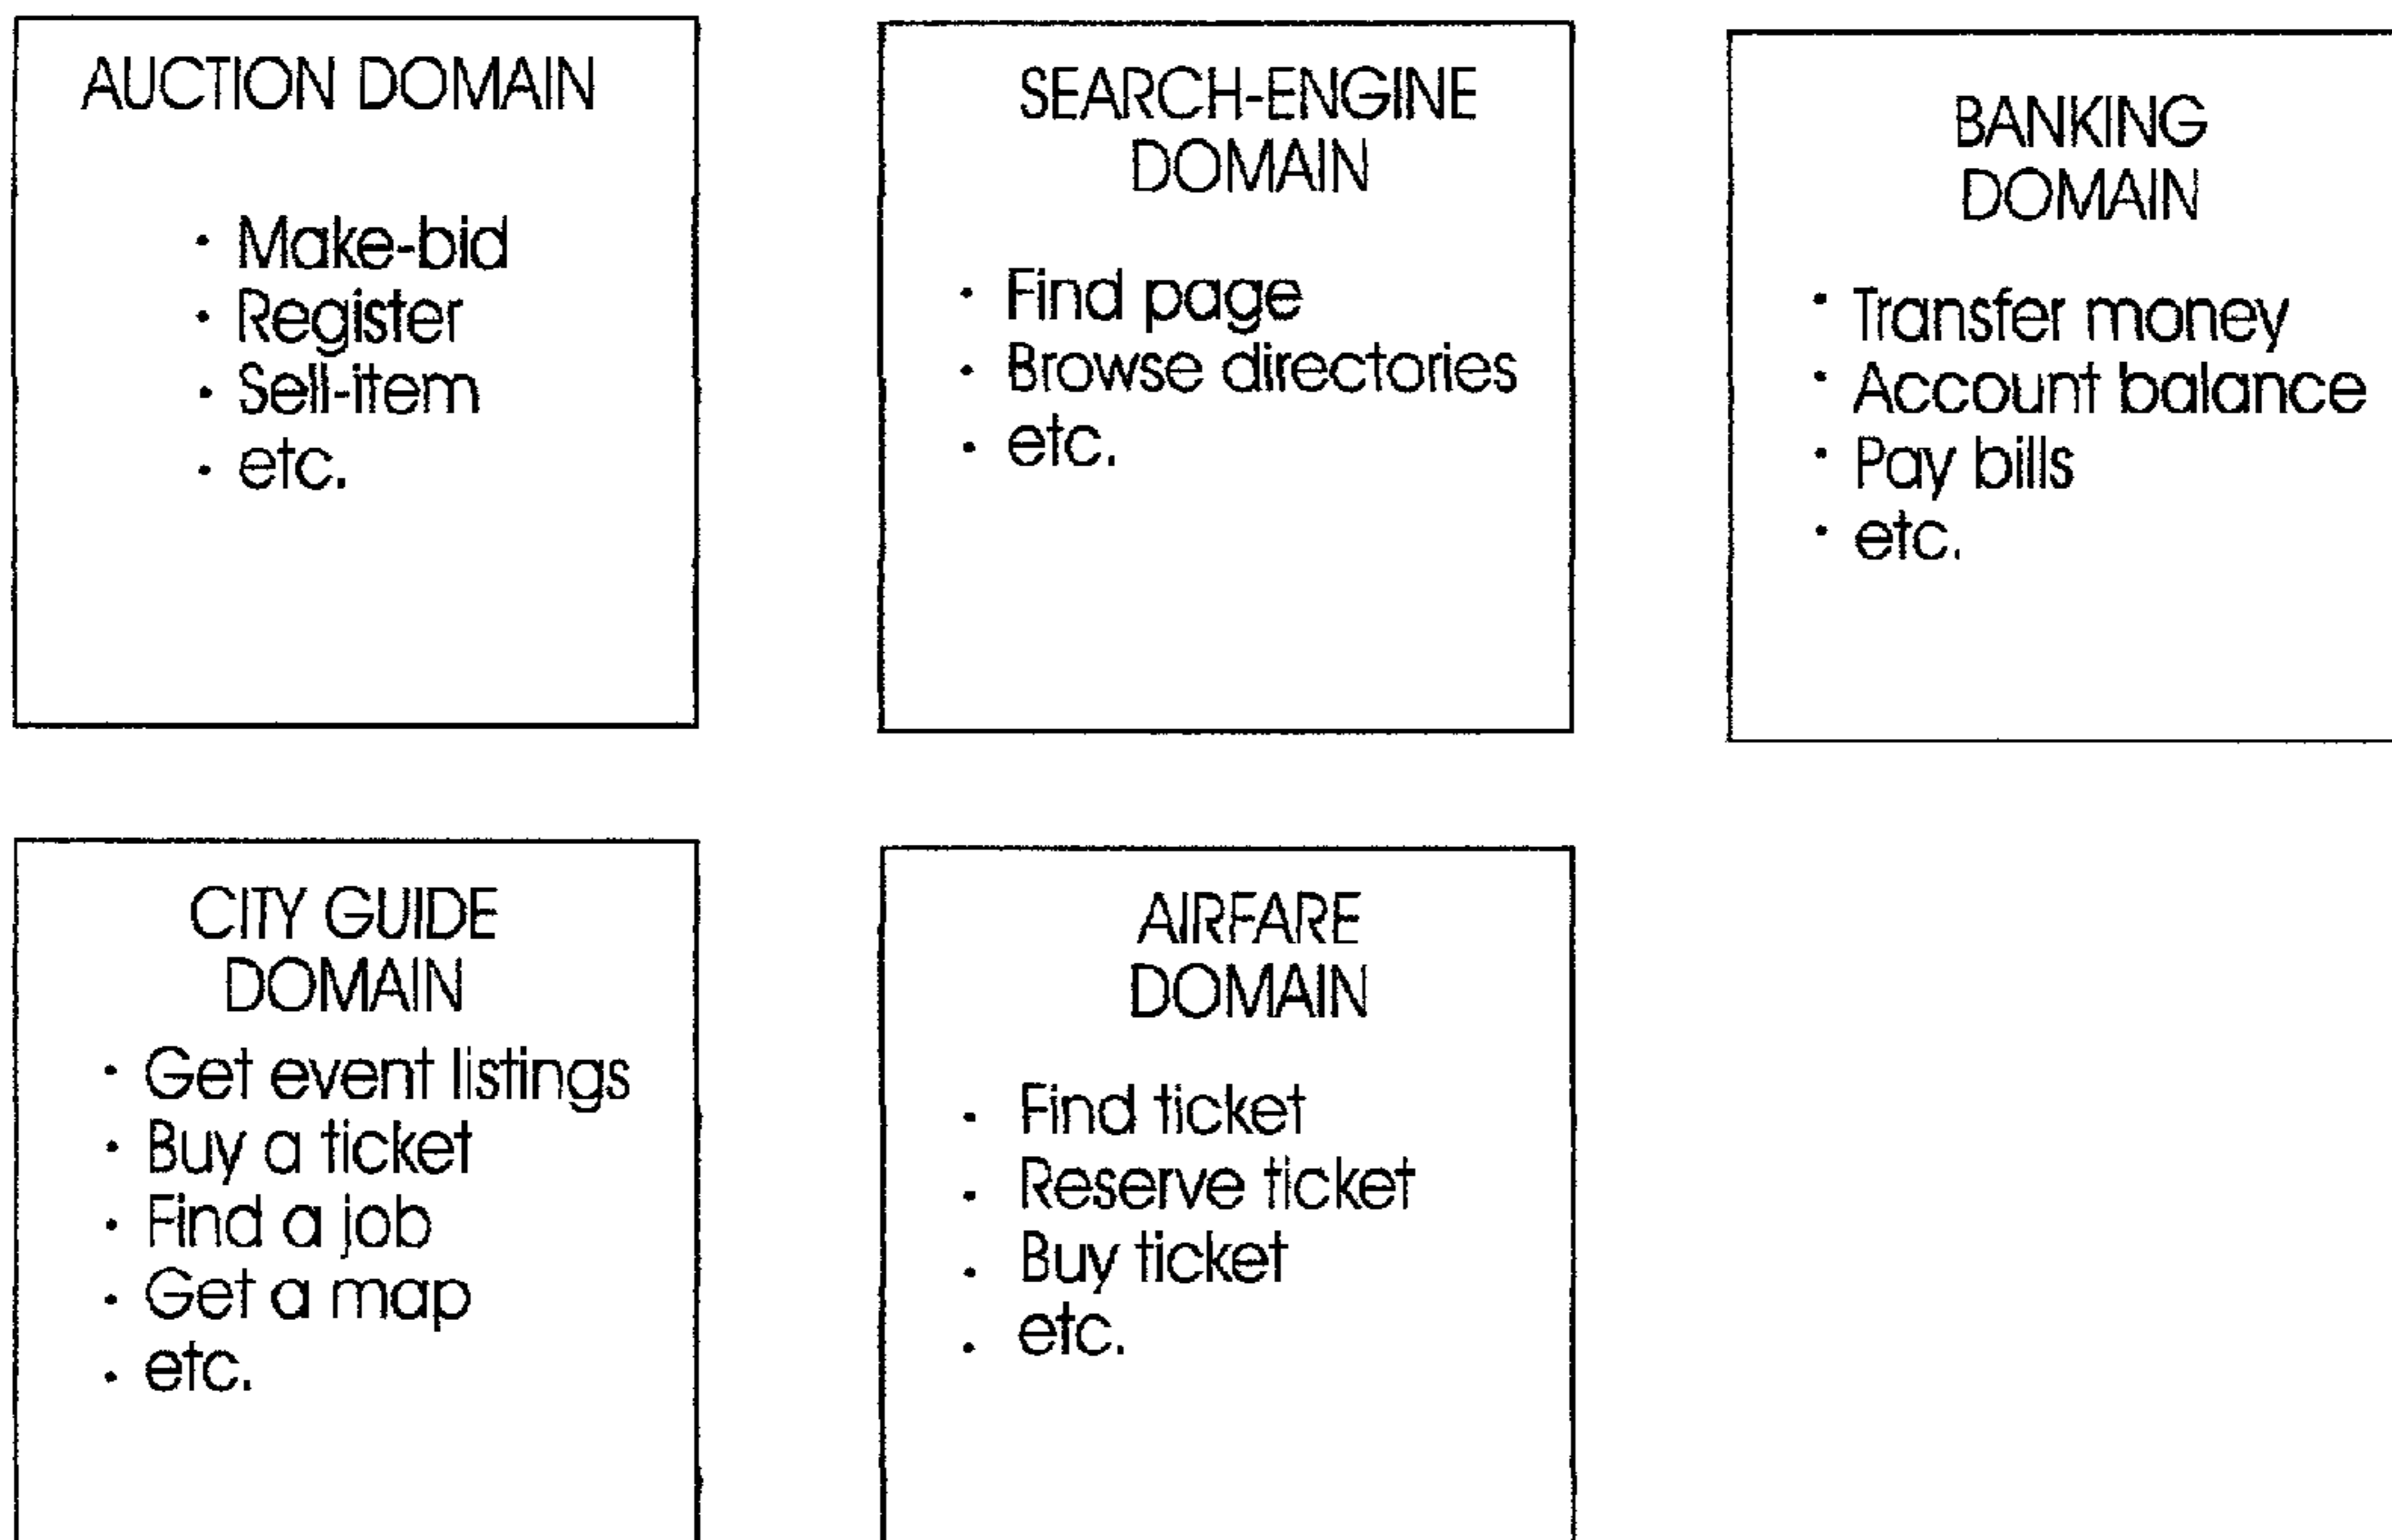 AUCTION DOMAIN
· Make-bid
· Register
· Sell-item
· etc.
SEARCH-ENGINE
DOMAIN
· Find page
· Browse directories
· etc.
BANKING
DOMAIN
· Transfer money
· Account balance
· Pay bills
· etc.
CITY GUIDE
DOMAIN
· Get event listings
· Buy a ticket
· Find a job
· Get a map
· etc.
AIRFARE
DOMAIN
· Find ticket
· Reserve ticket
· Buy ticket
· etc.